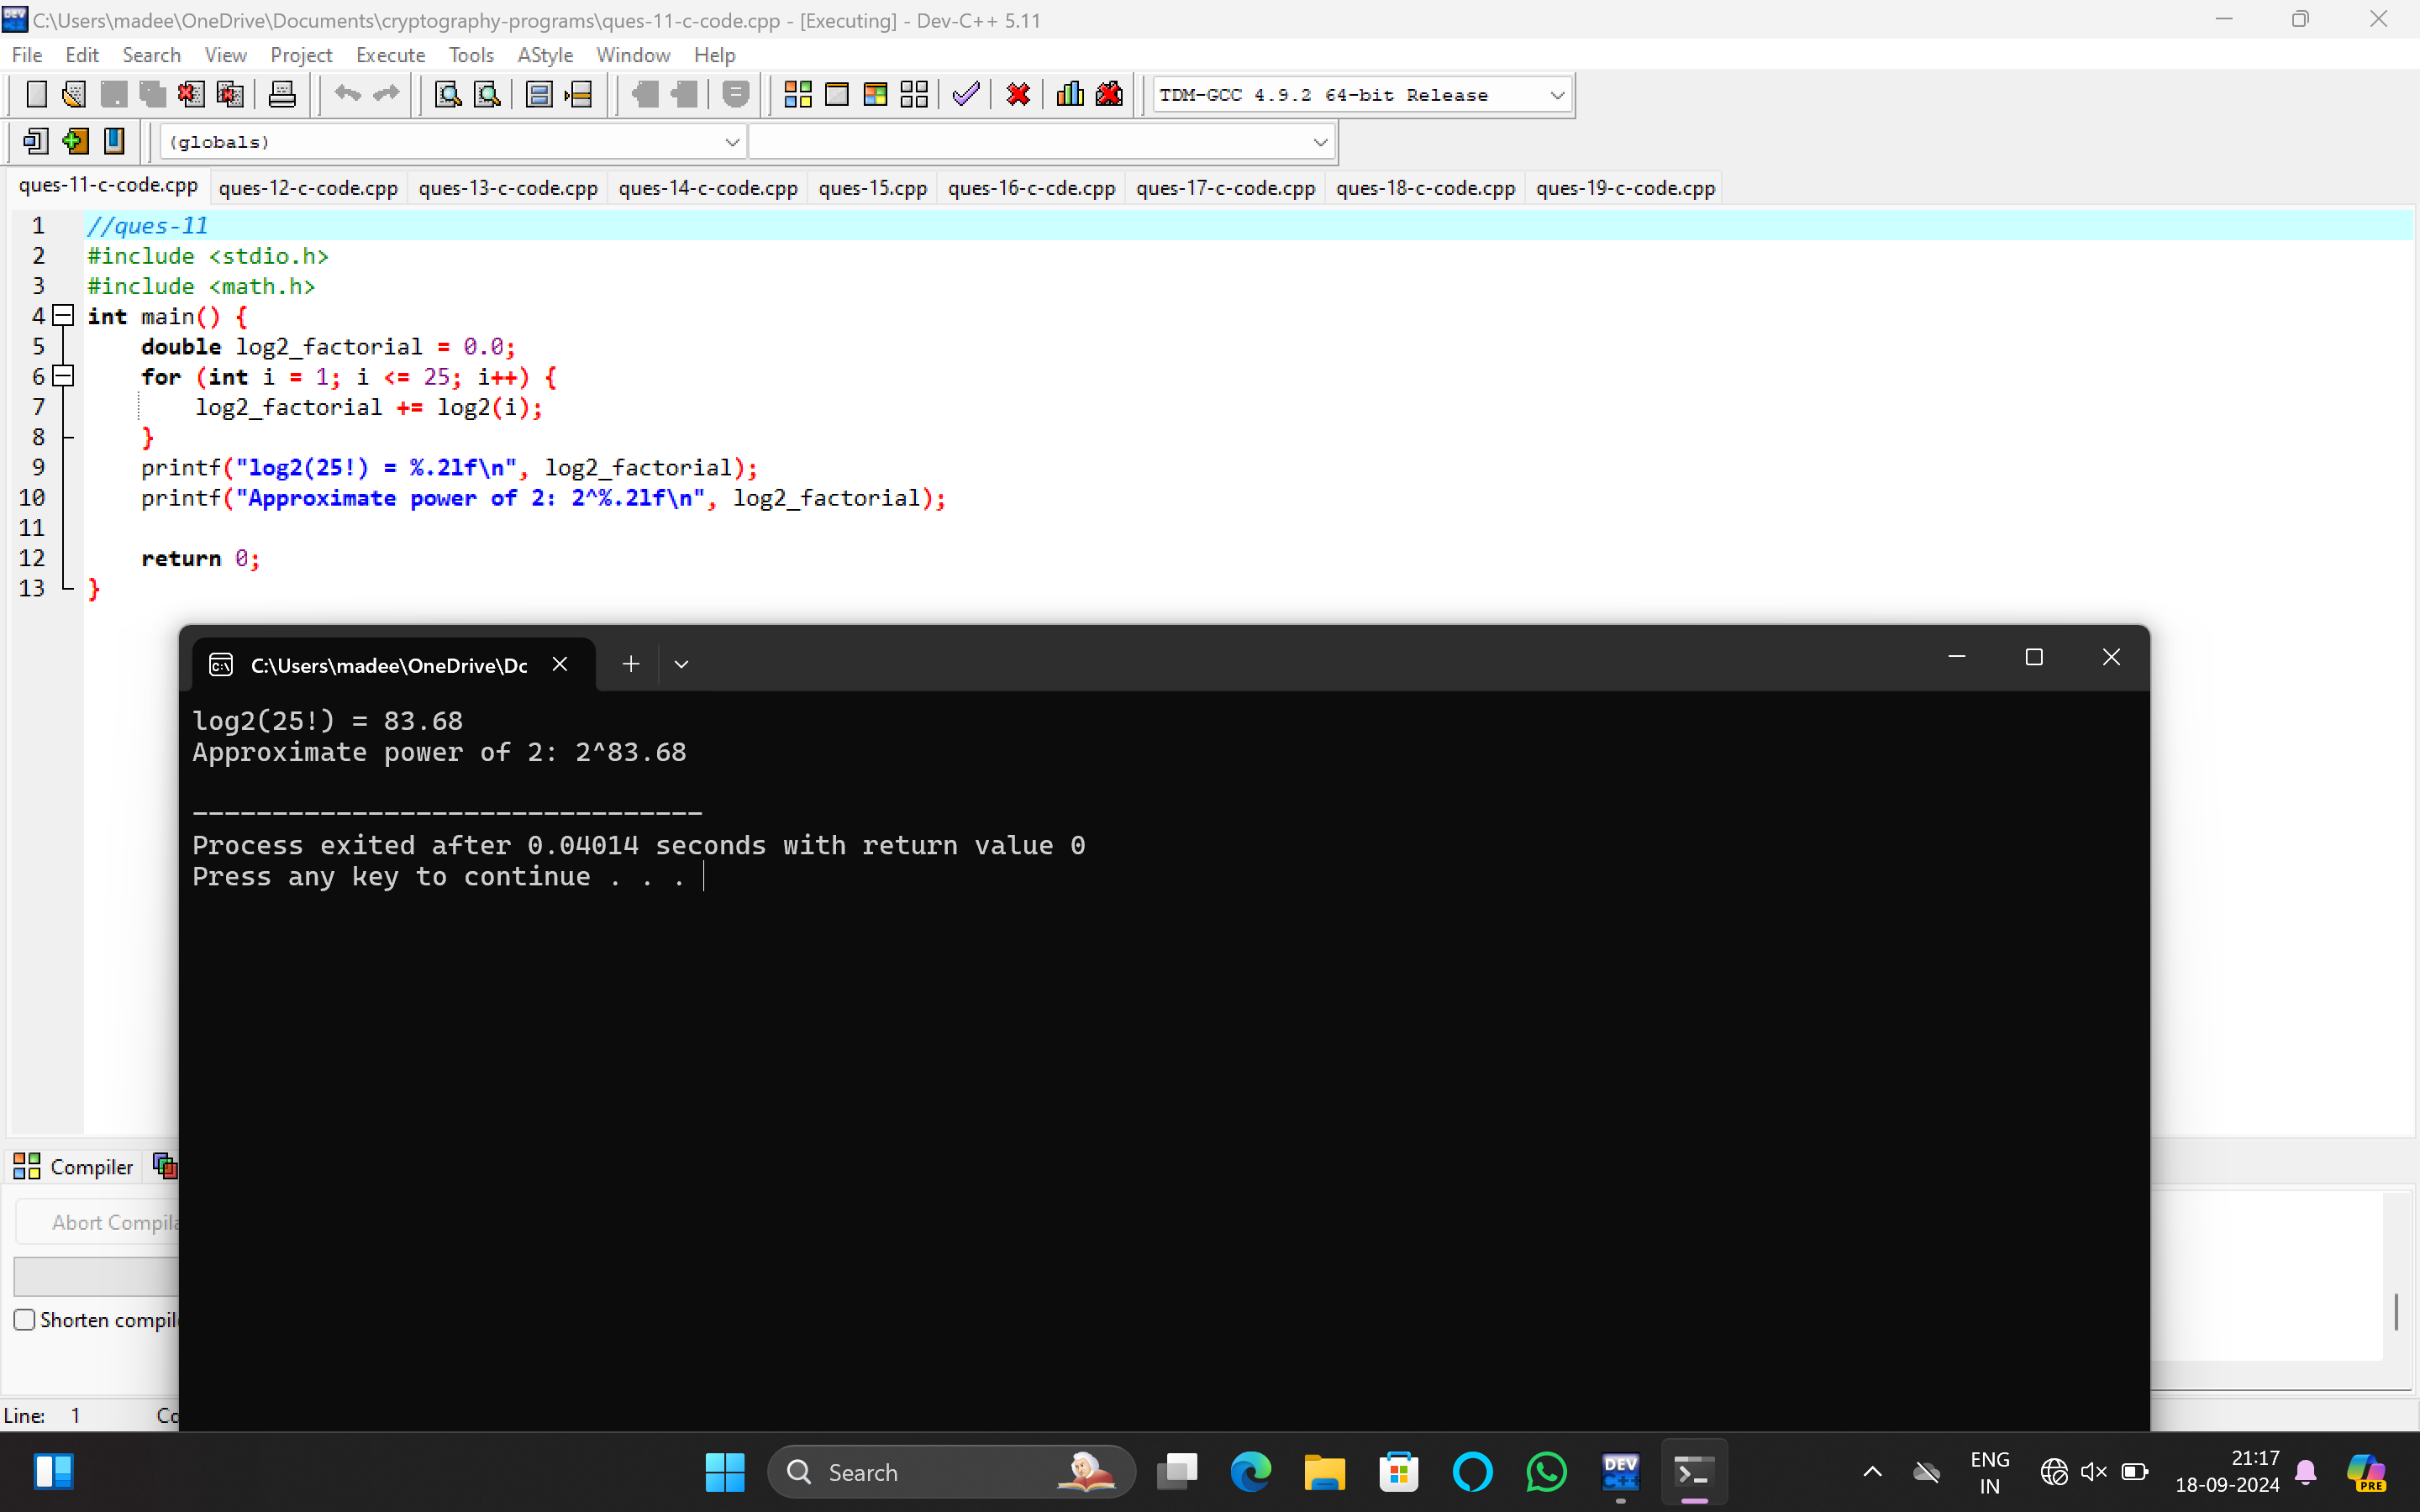 C:\Users\madee\OneDrive\Documents\cryptography-programs\ques-11-c-code.cpp - [Executing] - Dev-C++ 5.11
File Edit Search View Project Execute Tools AStyle Window Help
TDM-GCC 4.9.2 64-bit Release
(globals)
ques-11-c-code.cpp ques-12-c-code.cpp ques-13-c-code.cpp ques-14-c-code.cpp ques-15.cpp ques-16-c-cde.cpp ques-17-c-code.cpp ques-18-c-code.cpp ques-19-c-code.cpp
1 //ques-11
2 #include <stdio.h>
3 #include <math.h>
4 int main() {
5     double log2_factorial = 0.0;
6     for (int i = 1; i <= 25; i++) {
7         log2_factorial += log2(i);
8     }
9     printf("log2(25!) = %.2lf\n", log2_factorial);
10     printf("Approximate power of 2: 2^%.2lf\n", log2_factorial);
11
12     return 0;
13 }
C:\Users\madee\OneDrive\Dc
log2(25!) = 83.68
Approximate power of 2: 2^83.68
--------------------------------
Process exited after 0.04014 seconds with return value 0
Press any key to continue . . .
Compiler
Abort Compila
Shorten compil
Line: 1 Co
Search
DEV C++
ENG
IN
21:17
18-09-2024
PRE